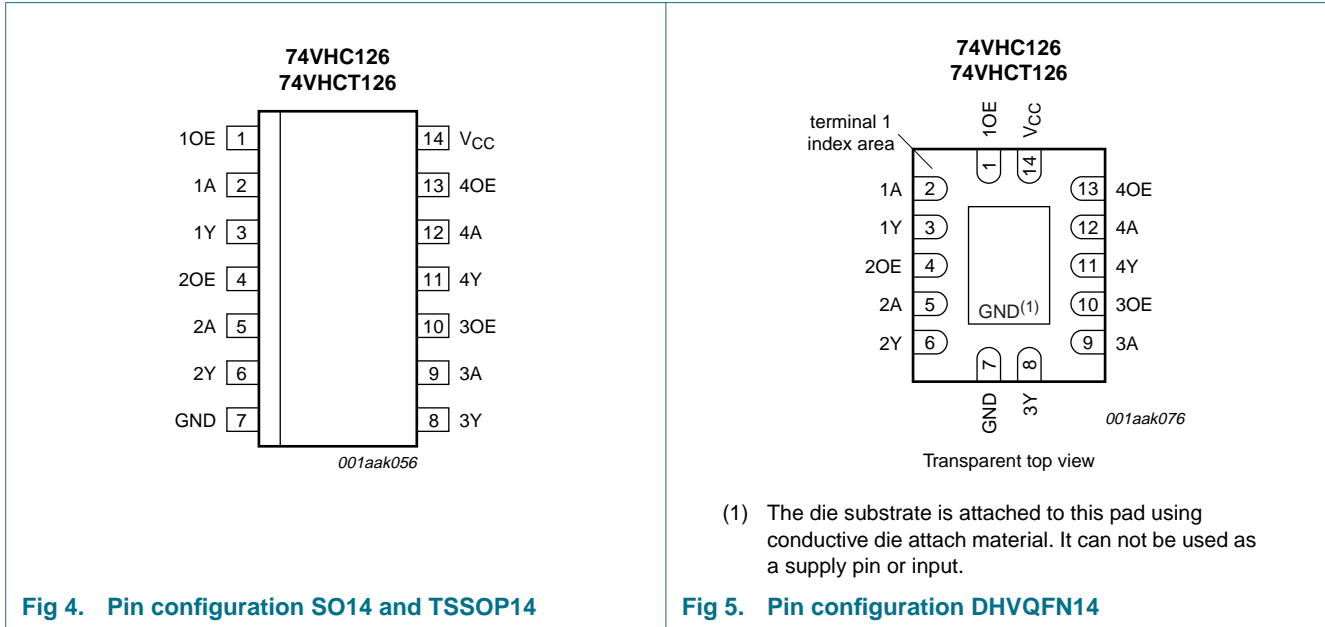 74VHC126
74VHCT126
1OE 1
14 VCC
1A 2
13 4OE
1Y 3
12 4A
2OE 4
11 4Y
2A 5
10 3OE
2Y 6
9 3A
GND 7
8 3Y
001aak056
Fig 4. Pin configuration SO14 and TSSOP14
74VHC126
74VHCT126
terminal 1
index area
1OE
VCC
1
14
1A 2
13 4OE
1Y 3
12 4A
2OE 4
11 4Y
2A 5
GND(1)
10 3OE
2Y 6
9 3A
7
8
GND
3Y
001aak076
Transparent top view
(1) The die substrate is attached to this pad using
conductive die attach material. It can not be used as
a supply pin or input.
Fig 5. Pin configuration DHVQFN14